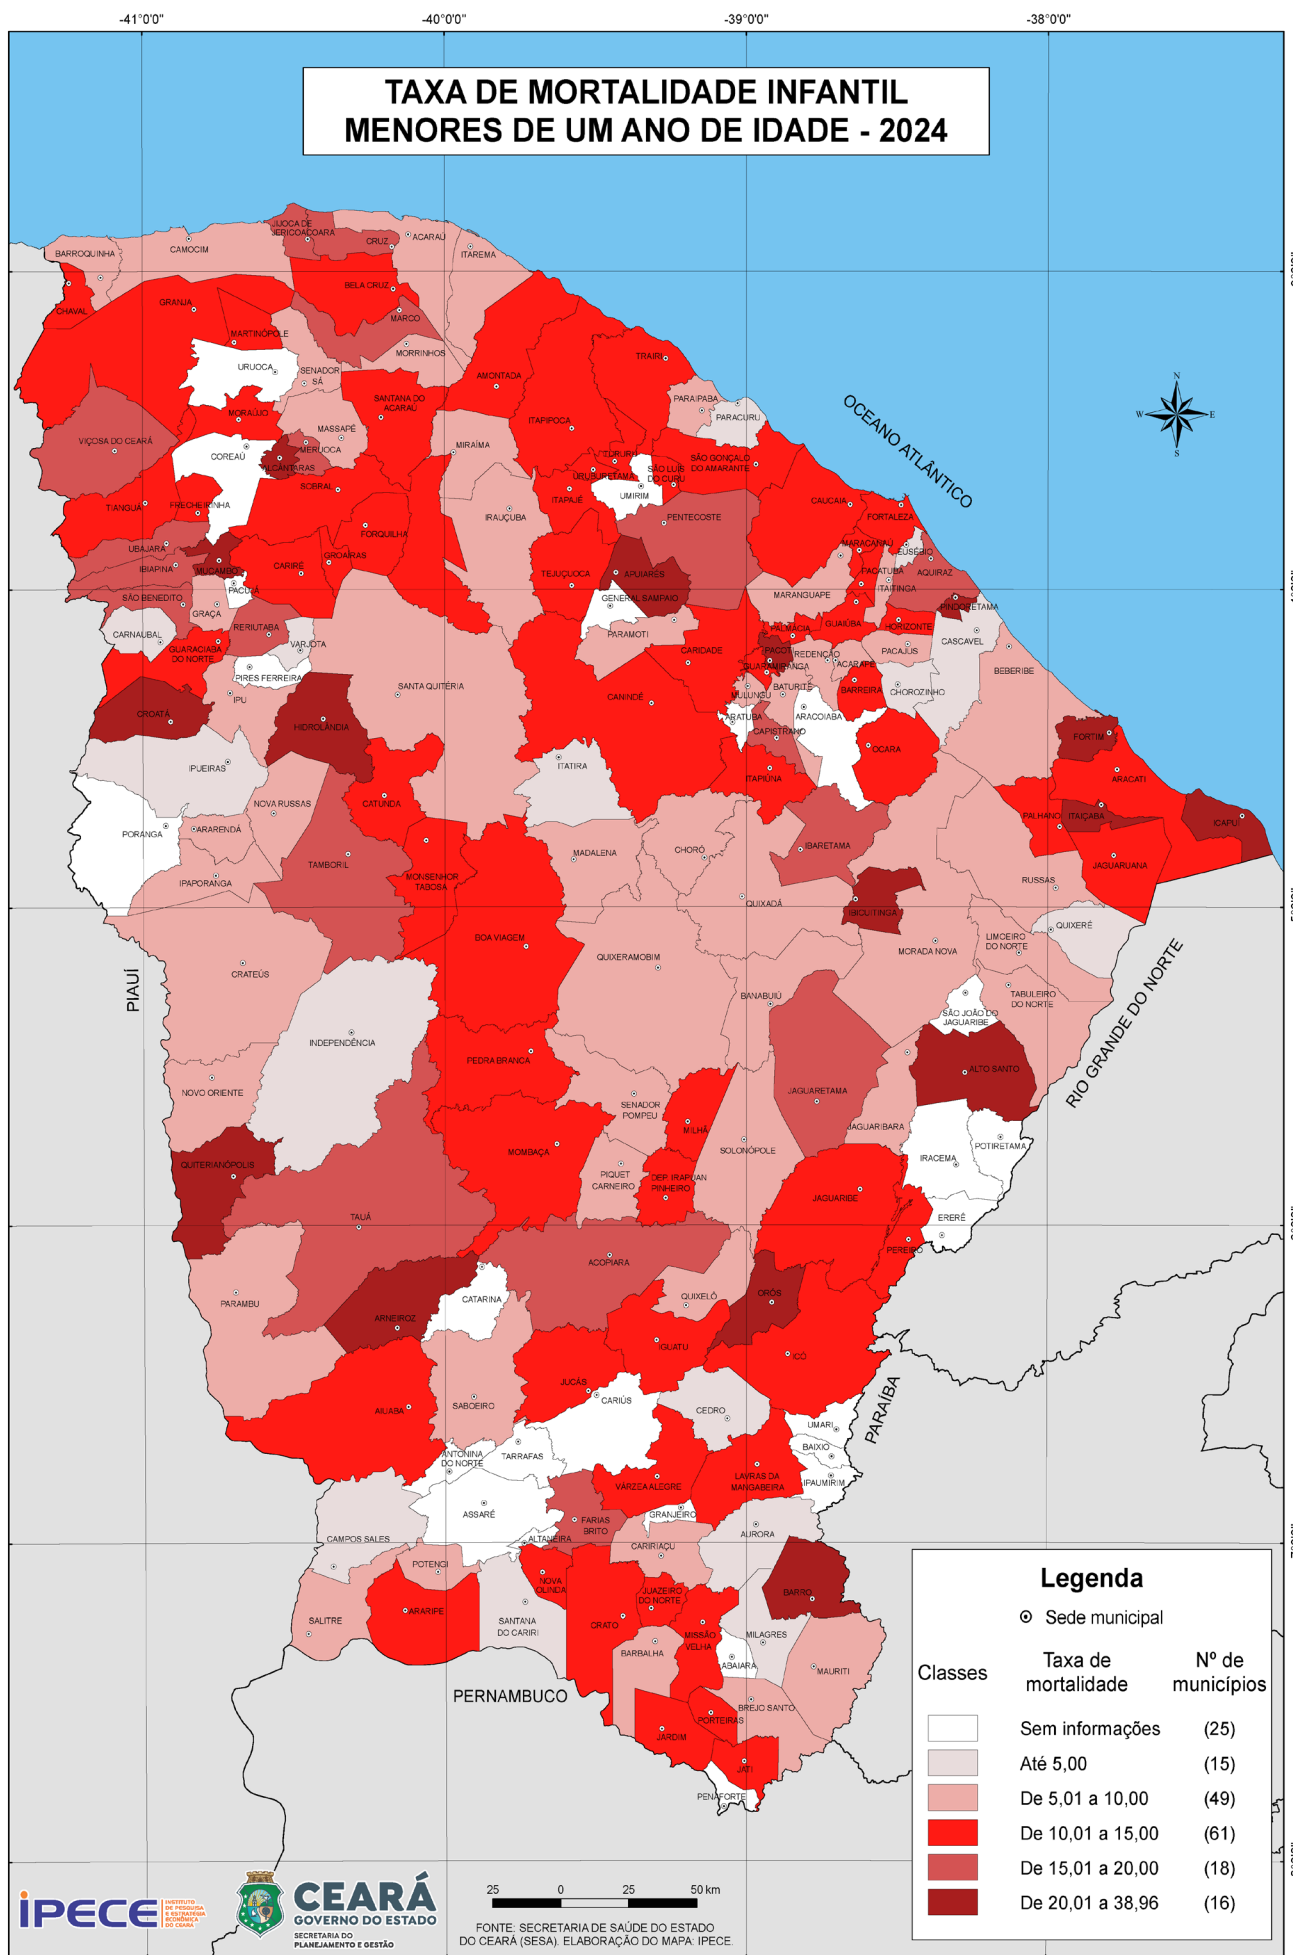 -41°0'0"
-40°0'0"
-39°0'0"
-38°0'0"
TAXA DE MORTALIDADE INFANTIL
MENORES DE UM ANO DE IDADE - 2024
JIJOCA DE
JERICOACOARA
CRUZ
ACARAÚ
BARROQUINHA
CAMOCIM
ITAREMA
CHAVAL
GRANJA
BELA CRUZ
MARCO
MARTINÓPOLE
MORRINHOS
URUOCA
SENADOR
SÁ
AMONTADA
TRAIRI
SANTANA DO
ACARAÚ
PARAIPABA
PARACURU
MORAÚJO
ITAPIPOCA
OCEANO ATLÂNTICO
N
W
E
S
VIÇOSA DO CEARÁ
MASSAPÊ
MERUOCA
MIRAÍMA
COREAÚ
ALCÂNTARAS
TURURU
SÃO LUÍS
DO CURU
SÃO GONÇALO
DO AMARANTE
SOBRAL
URUBURETAMA
UMIRIM
TIANGUÁ
FRECHEIRINHA
ITAPAJÉ
CAUCAIA
IRAUÇUBA
PENTECOSTE
FORTALEZA
FORQUILHA
UBAJARA
GROAÍRAS
MARACANAÚ
EUSÉBIO
IBIAPINA
MUCAMBO
CARIRÉ
TEJUÇUOCA
APUIARÉS
PACATUBA
AQUIRAZ
PACUJÁ
ITAITINGA
SÃO BENEDITO
GENERAL SAMPAIO
MARANGUAPE
GRAÇA
PINDORETAMA
CARNAUBAL
RERIUTABA
PARAMOTI
PALMÁCIA
GUAIÚBA
HORIZONTE
CASCAVEL
GUARACIABA
DO NORTE
VARJOTA
CARIDADE
PACOTI
REDENÇÃO
PACAJUS
GUARAMIRANGA
ACARAPE
BEBERIBE
PIRES FERREIRA
SANTA QUITÉRIA
MULUNGU
BATURITÉ
BARREIRA
CHOROZINHO
IPU
CANINDÉ
CROATÁ
ARATUBA
ARACOIABA
HIDROLÂNDIA
CAPISTRANO
FORTIM
OCARA
IPUEIRAS
ITATIRA
ITAPIÚNA
ARACATI
NOVA RUSSAS
CATUNDA
PORANGA
ARARENDÁ
PALHANO
ITAIÇABA
ICAPUÍ
IBARETAMA
TAMBORIL
MADALENA
CHORÓ
JAGUARUANA
IPAPORANGA
MONSENHOR
TABOSA
RUSSAS
QUIXADÁ
IBICUITINGA
QUIXERÉ
BOA VIAGEM
LIMOEIRO
DO NORTE
MORADA NOVA
CRATEÚS
QUIXERAMOBIM
PIAUÍ
BANABUIÚ
TABULEIRO
DO NORTE
SÃO JOÃO DO
JAGUARIBE
RIO GRANDE DO NORTE
INDEPENDÊNCIA
PEDRA BRANCA
ALTO SANTO
NOVO ORIENTE
JAGUARETAMA
SENADOR
POMPEU
MILHÃ
JAGUARIBARA
MOMBAÇA
SOLONÓPOLE
POTIRETAMA
IRACEMA
QUITERIANÓPOLIS
PIQUET
CARNEIRO
DEP. IRAPUAN
PINHEIRO
JAGUARIBE
TAUÁ
ERERÊ
PEREIRO
ACOPIARA
PARAMBU
CATARINA
QUIXELÔ
ORÓS
ARNEIROZ
IGUATU
ICÓ
JUCÁS
CARIÚS
AIUABA
SABOEIRO
CEDRO
PARAÍBA
UMARI
ANTONINA
DO NORTE
TARRAFAS
BAIXIO
VÁRZEA ALEGRE
LAVRAS DA
MANGABEIRA
IPAUMIRIM
ASSARÉ
FARIAS
BRITO
GRANJEIRO
AURORA
CAMPOS SALES
ALTANEIRA
CARIRIAÇU
POTENGI
NOVA
OLINDA
JUAZEIRO
DO NORTE
BARRO
SALITRE
ARARIPE
SANTANA
DO CARIRI
CRATO
MISSÃO
VELHA
MILAGRES
BARBALHA
ABAIARA
MAURITI
PERNAMBUCO
BREJO SANTO
PORTEIRAS
JARDIM
JATI
PENAFORTE
Legenda
Sede municipal
Classes
Taxa de
mortalidade
Nº de
municípios
Sem informações (25)
Até 5,00 (15)
De 5,01 a 10,00 (49)
De 10,01 a 15,00 (61)
De 15,01 a 20,00 (18)
De 20,01 a 38,96 (16)
iPECE
INSTITUTO
DE PESQUISA
E ESTRATÉGIA
ECONÔMICA
DO CEARÁ
CEARÁ
GOVERNO DO ESTADO
SECRETARIA DO
PLANEJAMENTO E GESTÃO
25 0 25 50 km
FONTE: SECRETARIA DE SAÚDE DO ESTADO
DO CEARÁ (SESA). ELABORAÇÃO DO MAPA: IPECE.